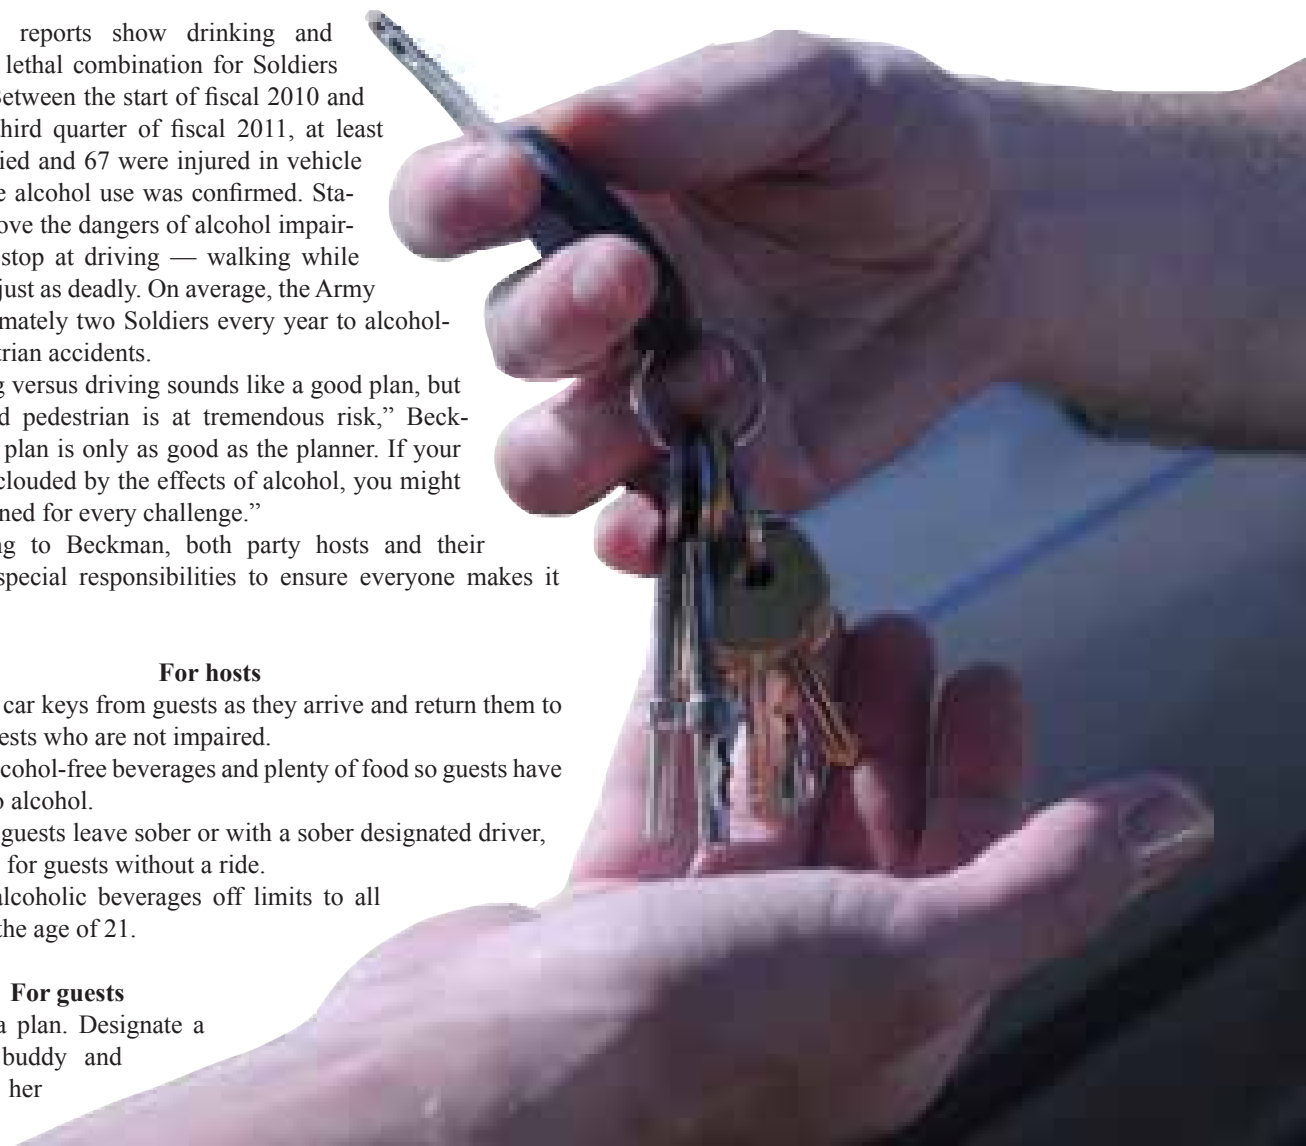 reports show drinking and
lethal combination for Soldiers
Between the start of fiscal 2010 and
third quarter of fiscal 2011, at least
ied and 67 were injured in vehicle
e alcohol use was confirmed. Sta-
ove the dangers of alcohol impair-
stop at driving — walking while
just as deadly. On average, the Army
mately two Soldiers every year to alcohol-
trian accidents.
g versus driving sounds like a good plan, but
d pedestrian is at tremendous risk,” Beck-
plan is only as good as the planner. If your
clouded by the effects of alcohol, you might
ned for every challenge.”
ng to Beckman, both party hosts and their
special responsibilities to ensure everyone makes it
For hosts
car keys from guests as they arrive and return them to
ests who are not impaired.
cohol-free beverages and plenty of food so guests have
o alcohol.
guests leave sober or with a sober designated driver,
for guests without a ride.
alcoholic beverages off limits to all
the age of 21.
For guests
a plan. Designate a
buddy and
her